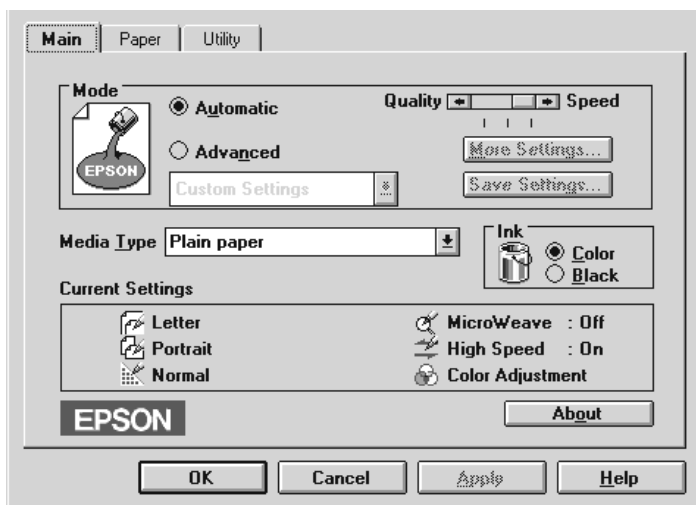 Main Paper Utility
Mode
EPSON
Automatic
Quality Speed
Advanced
More Settings...
Custom Settings
Save Settings...
Media Type Plain paper
Ink
Color
Black
Current Settings
Letter MicroWeave : Off
Portrait High Speed : On
Normal Color Adjustment
EPSON About
OK Cancel Apply Help